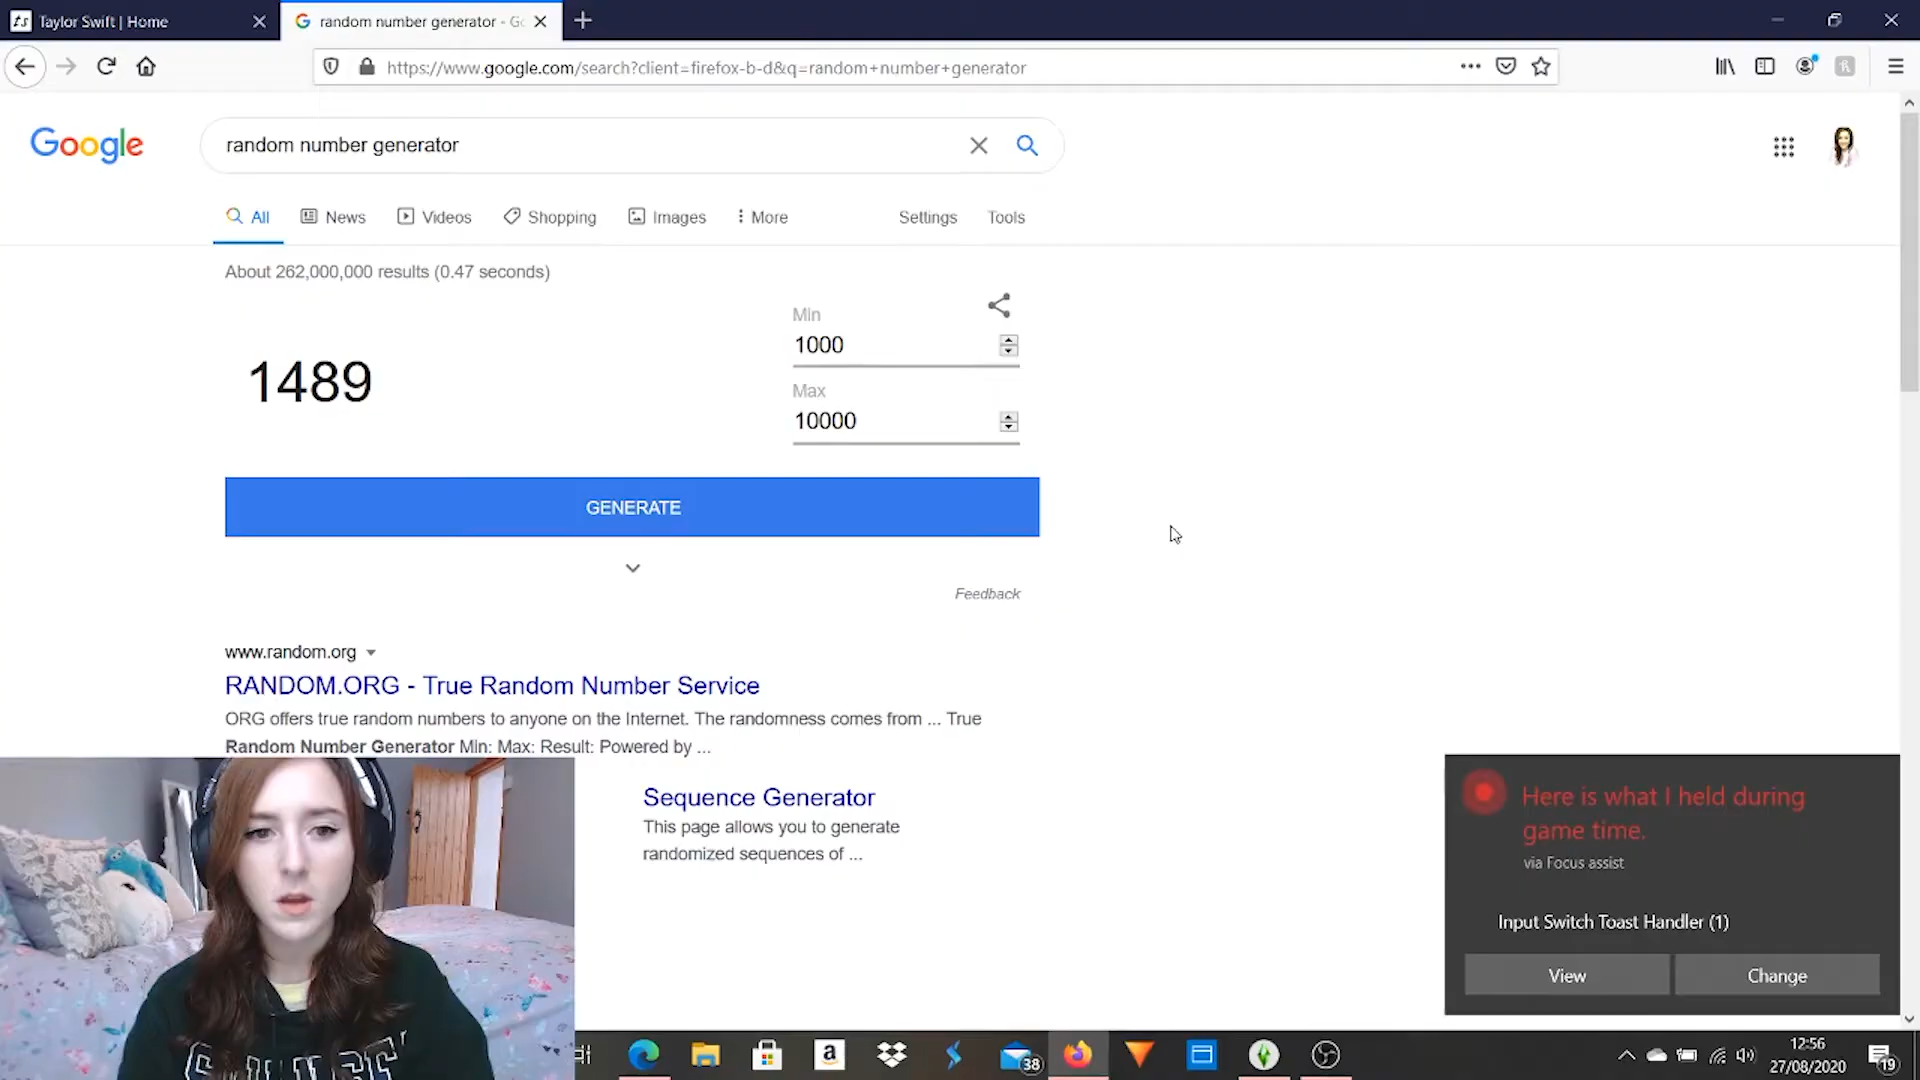 Taylor Swift | Home
random number generator - Go
https://www.google.com/search?client=firefox-b-d&q=random+number+generator
Google
random number generator
All
News
Videos
Shopping
Images
More
Settings
Tools
About 262,000,000 results (0.47 seconds)
Min
1000
1489
Max
10000
GENERATE
Feedback
www.random.org
RANDOM.ORG - True Random Number Service
ORG offers true random numbers to anyone on the Internet. The randomness comes from ... True
Random Number Generator Min: Max: Result: Powered by ...
Sequence Generator
This page allows you to generate
randomized sequences of ...
Here is what I held during
game time.
via Focus assist
Input Switch Toast Handler (1)
View
Change
38
12:56
27/08/2020
19